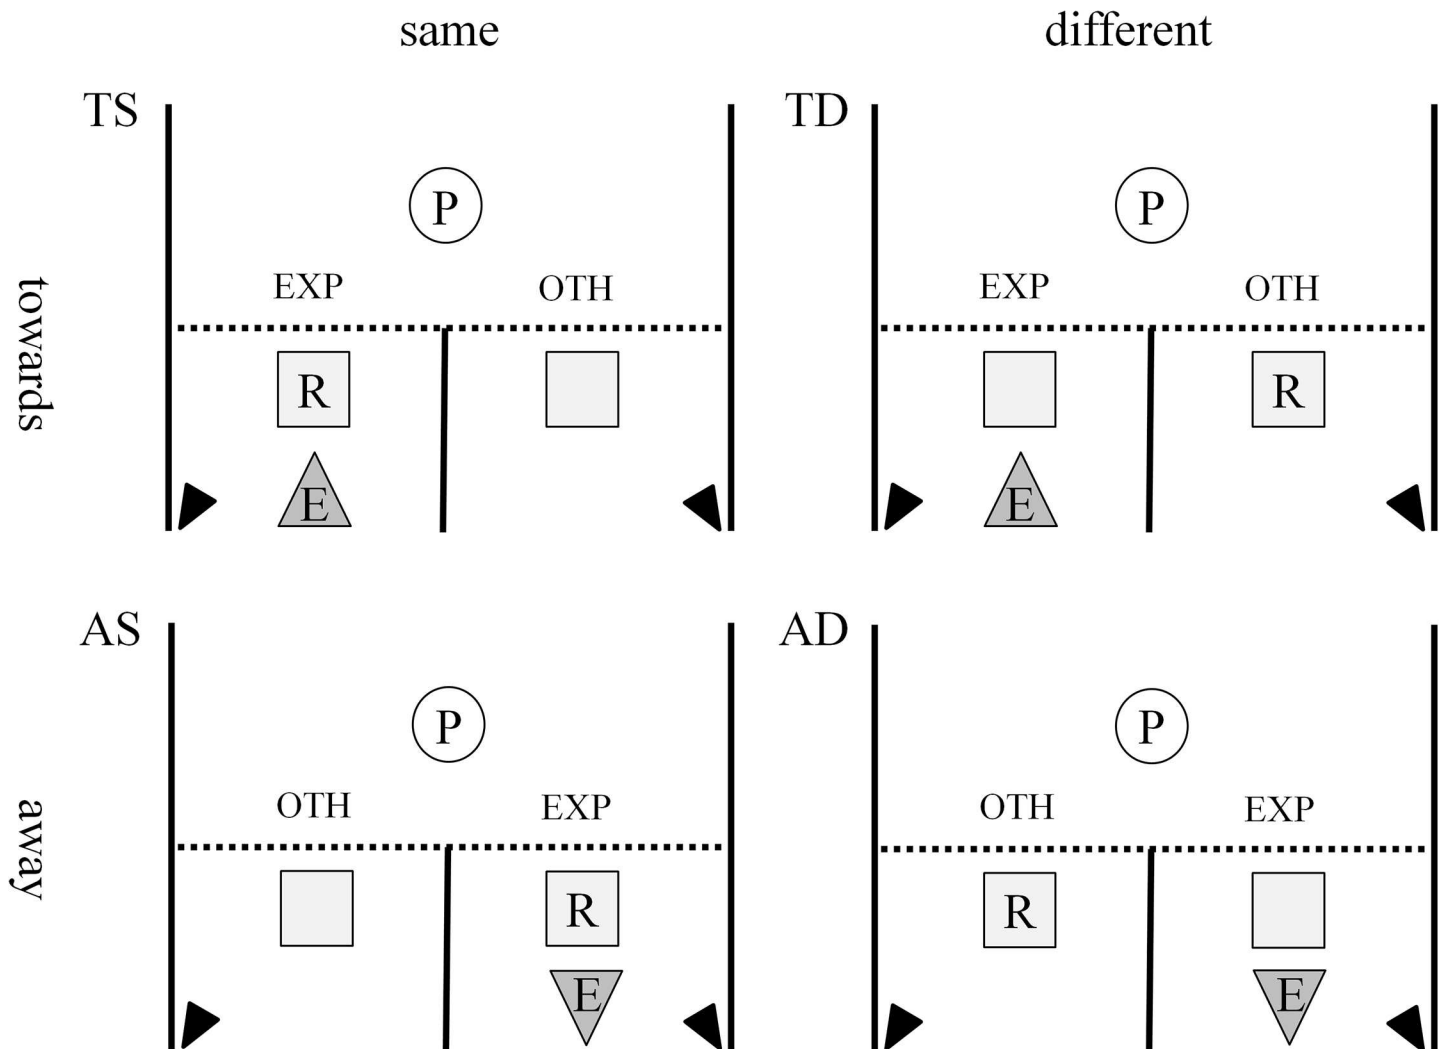 same
different
towards
TS
P
EXP
OTH
R
E
TD
P
EXP
OTH
R
E
away
AS
P
OTH
EXP
R
E
AD
P
OTH
EXP
R
E